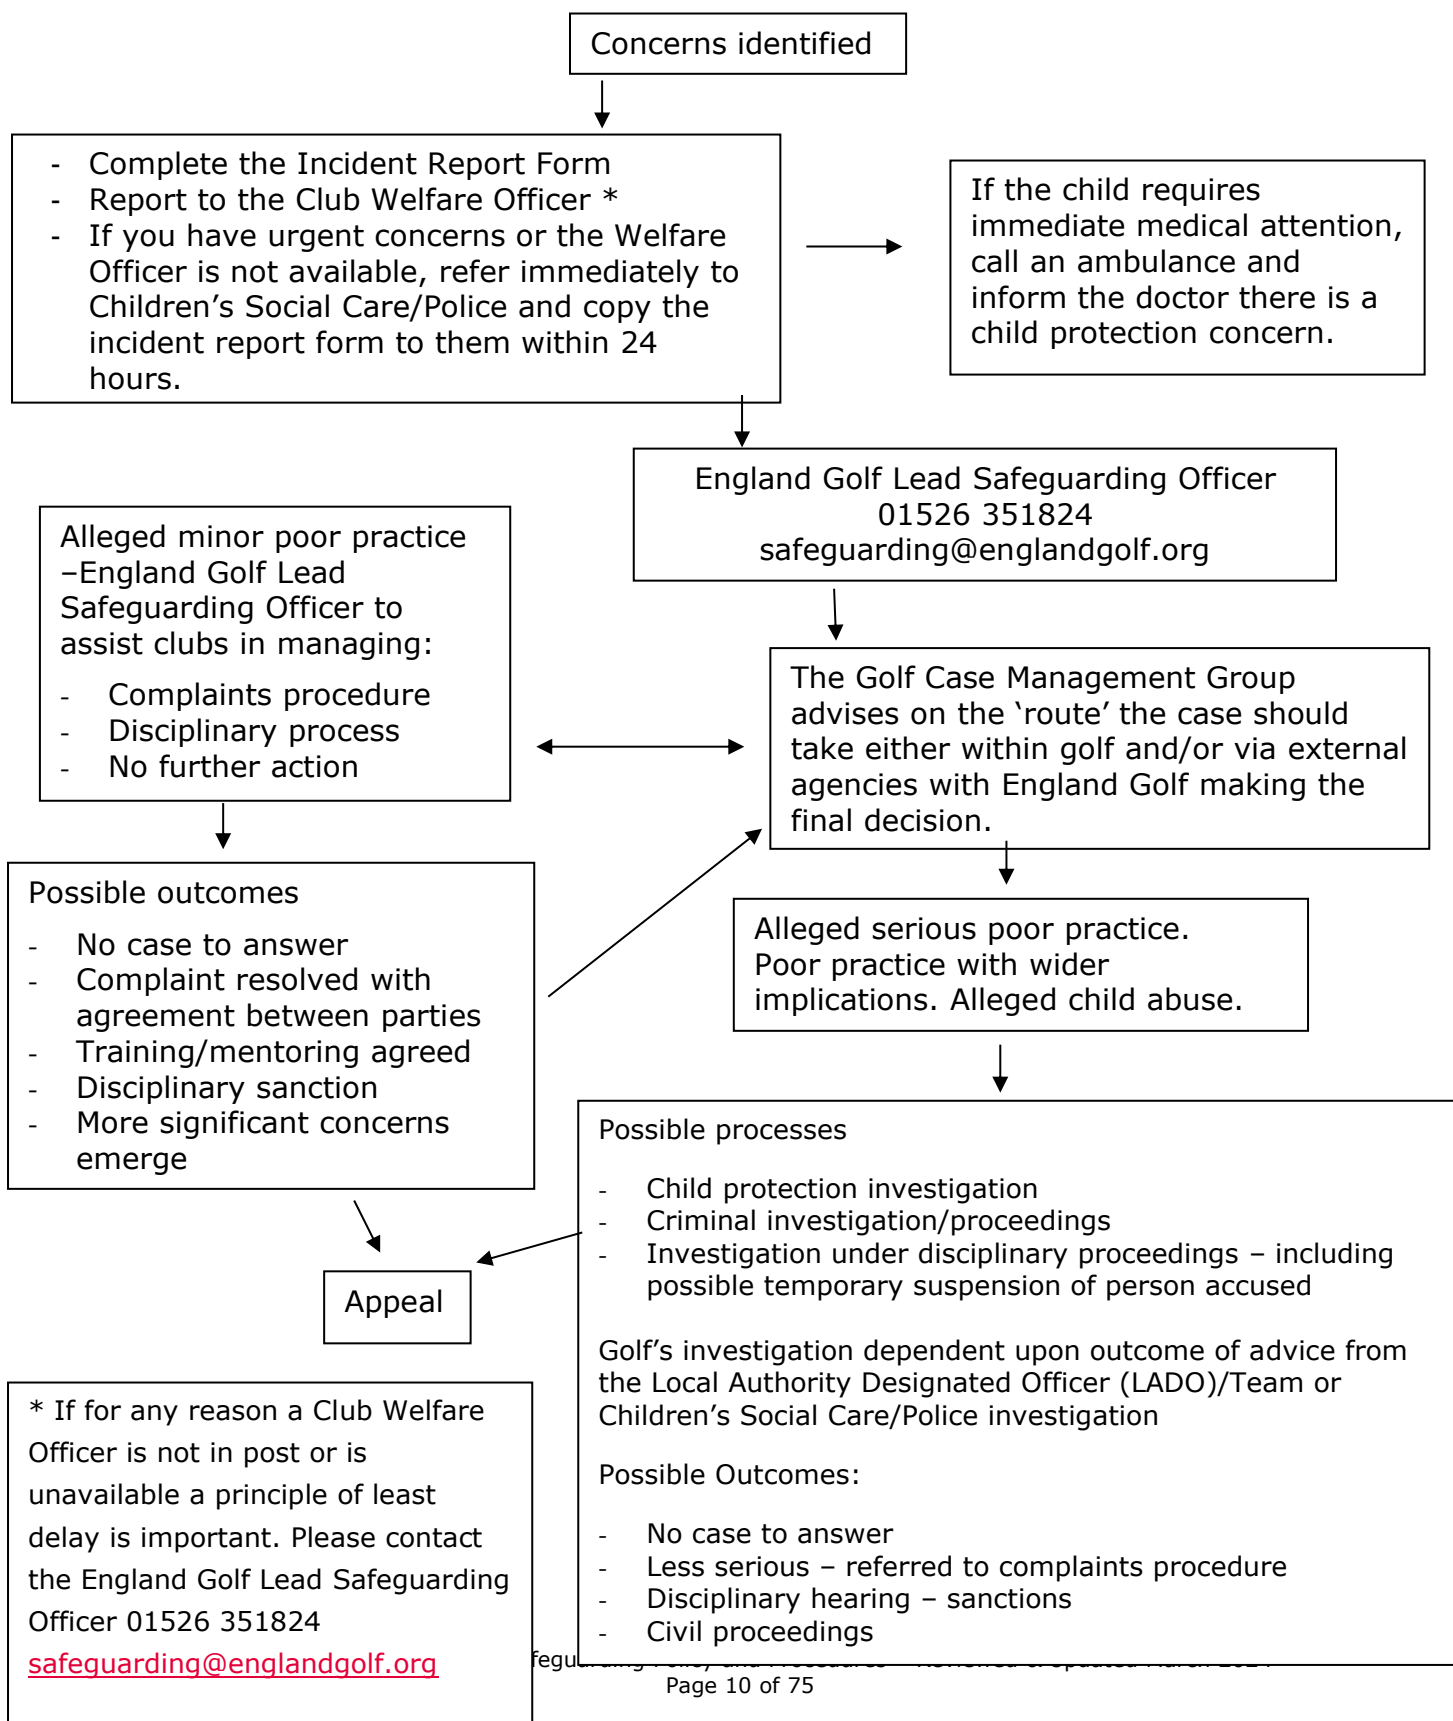 Concerns identified
- Complete the Incident Report Form
- Report to the Club Welfare Officer *
- If you have urgent concerns or the Welfare
Officer is not available, refer immediately to
Children’s Social Care/Police and copy the
incident report form to them within 24
hours.
If the child requires
immediate medical attention,
call an ambulance and
inform the doctor there is a
child protection concern.
England Golf Lead Safeguarding Officer
01526 351824
safeguarding@englandgolf.org
Alleged minor poor practice
–England Golf Lead
Safeguarding Officer to
assist clubs in managing:
- Complaints procedure
- Disciplinary process
- No further action
The Golf Case Management Group
advises on the ‘route’ the case should
take either within golf and/or via external
agencies with England Golf making the
final decision.
Possible outcomes
- No case to answer
- Complaint resolved with
agreement between parties
- Training/mentoring agreed
- Disciplinary sanction
- More significant concerns
emerge
Alleged serious poor practice.
Poor practice with wider
implications. Alleged child abuse.
Possible processes
- Child protection investigation
- Criminal investigation/proceedings
- Investigation under disciplinary proceedings – including
possible temporary suspension of person accused
Golf’s investigation dependent upon outcome of advice from
the Local Authority Designated Officer (LADO)/Team or
Children’s Social Care/Police investigation
Possible Outcomes:
- No case to answer
- Less serious – referred to complaints procedure
- Disciplinary hearing – sanctions
- Civil proceedings
Appeal
* If for any reason a Club Welfare
Officer is not in post or is
unavailable a principle of least
delay is important. Please contact
the England Golf Lead Safeguarding
Officer 01526 351824
safeguarding@englandgolf.org
Page 10 of 75